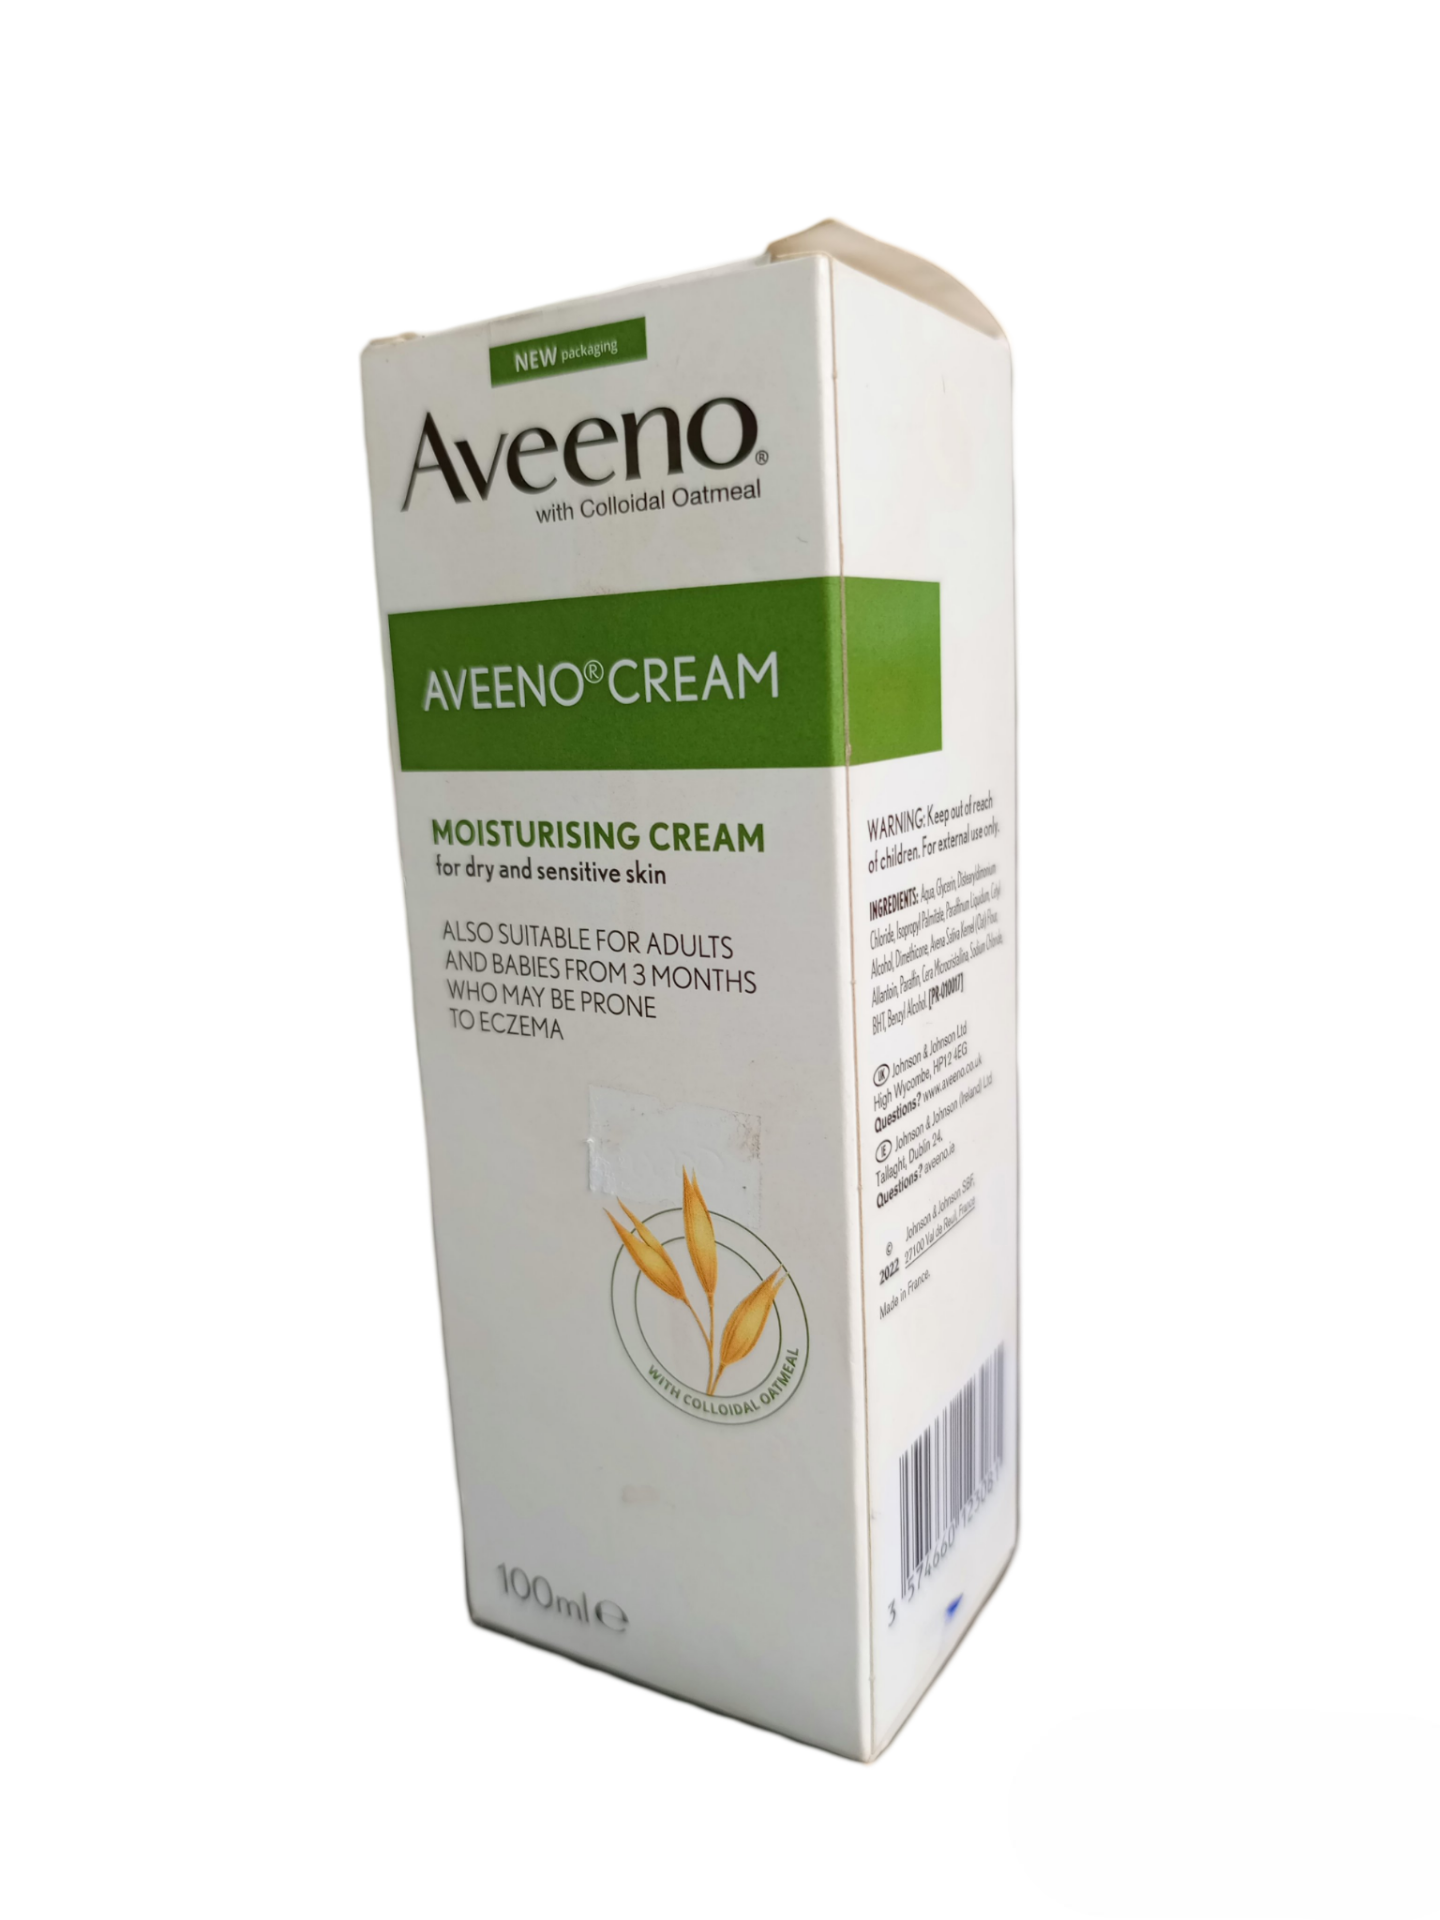 NEW packaging
Aveeno®
with Colloidal Oatmeal
AVEENO® CREAM
MOISTURISING CREAM
for dry and sensitive skin
ALSO SUITABLE FOR ADULTS
AND BABIES FROM 3 MONTHS
WHO MAY BE PRONE
TO ECZEMA
WITH COLLOIDAL OATMEAL
100ml℮
WARNING: Keep out of reach
of children. For external use only.
INGREDIENTS: Aqua, Glycerin, Distearyldimonium
Chloride, Isopropyl Palmitate, Paraffinum Liquidum, Cetyl
Alcohol, Dimethicone, Avena Sativa Kernel (Oat) Flour,
Allantoin, Paraffin, Cera Microcristallina, Sodium Chloride,
BHT, Benzyl Alcohol. [PR-010017]
UK Johnson & Johnson Ltd
High Wycombe, HP12 4EG
Questions? www.aveeno.co.uk
IE Johnson & Johnson (Ireland) Ltd
Tallaght, Dublin 24.
Questions? aveeno.ie
© Johnson & Johnson SBF,
2022 27100 Val de Reuil, France
Made in France.
3 574660 123081